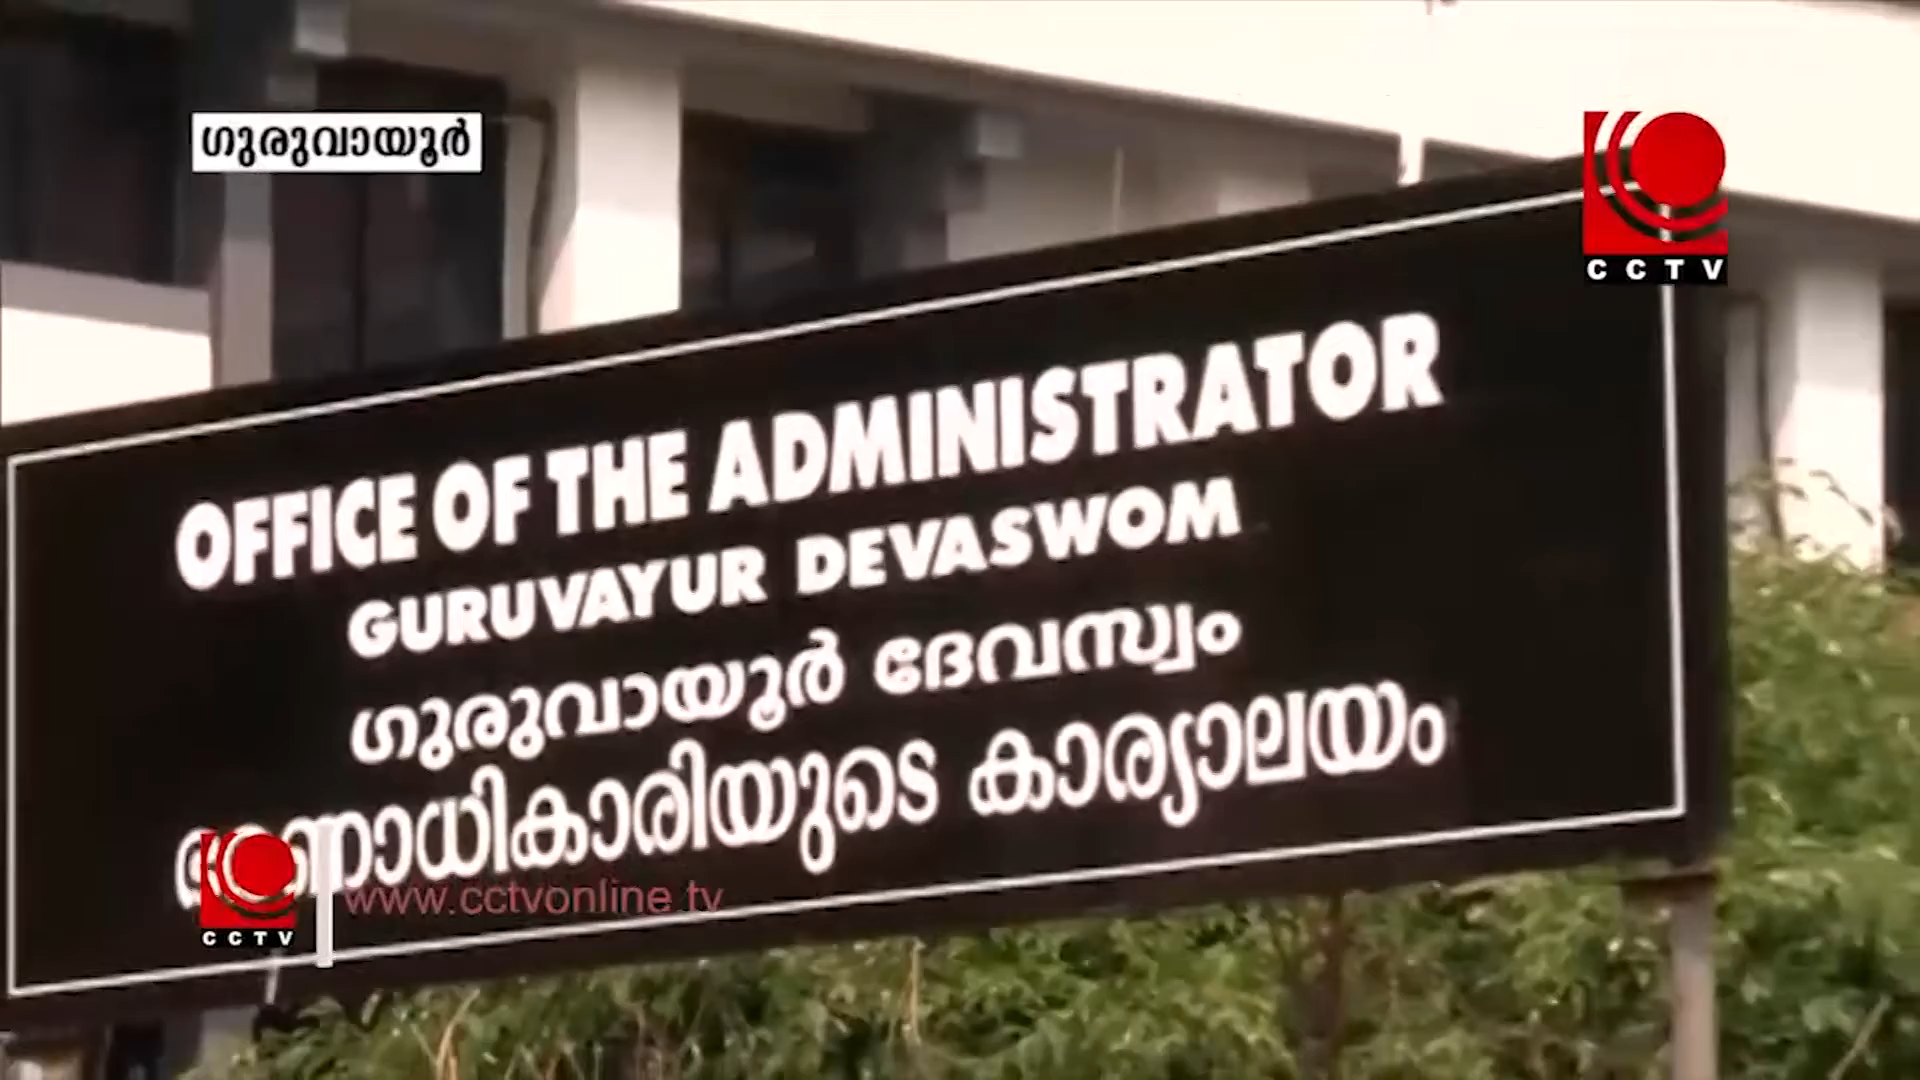 ഗുരുവായൂർ
CCTV
OFFICE OF THE ADMINISTRATOR
GURUVAYUR DEVASWOM
ഗുരുവായൂർ ദേവസ്വം
ഭരണാധികാരിയുടെ കാര്യാലയം
CCTV
www.cctvonline.tv